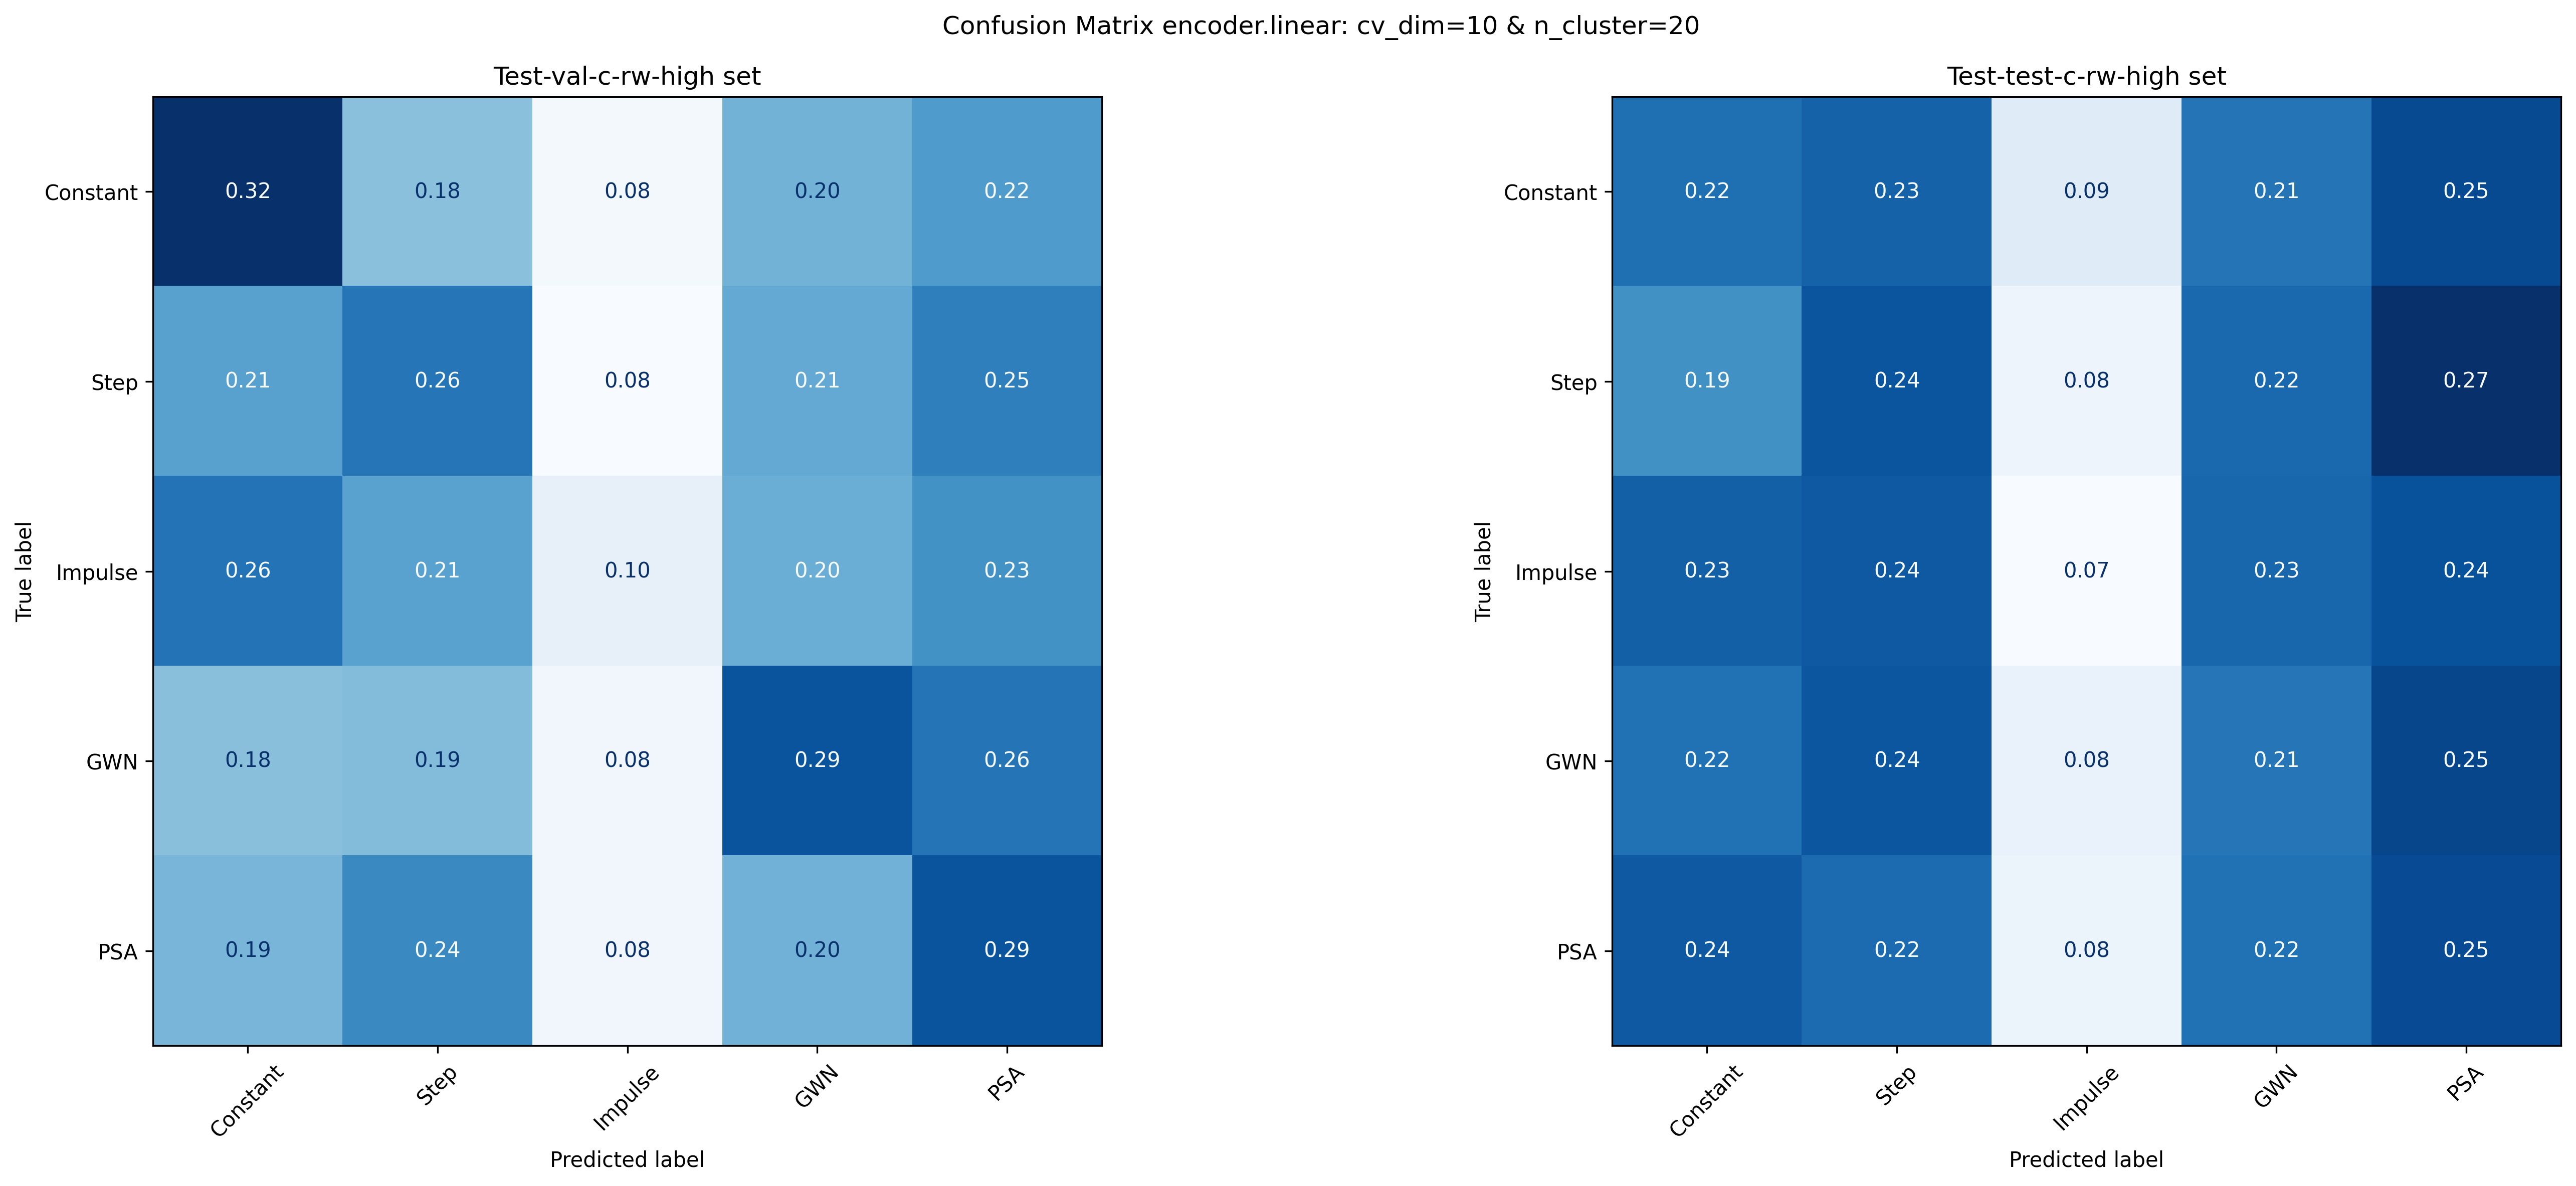 Confusion Matrix encoder.linear: cv_dim=10 & n_cluster=20
Test-val-c-rw-high set
True label
Constant 0.32 0.18 0.08 0.20 0.22
Step 0.21 0.26 0.08 0.21 0.25
Impulse 0.26 0.21 0.10 0.20 0.23
GWN 0.18 0.19 0.08 0.29 0.26
PSA 0.19 0.24 0.08 0.20 0.29
Constant Step Impulse GWN PSA
Predicted label
Test-test-c-rw-high set
True label
Constant 0.22 0.23 0.09 0.21 0.25
Step 0.19 0.24 0.08 0.22 0.27
Impulse 0.23 0.24 0.07 0.23 0.24
GWN 0.22 0.24 0.08 0.21 0.25
PSA 0.24 0.22 0.08 0.22 0.25
Constant Step Impulse GWN PSA
Predicted label